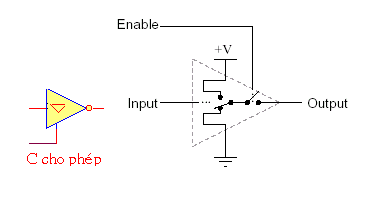 Enable
+V
Input
Output
C cho phép